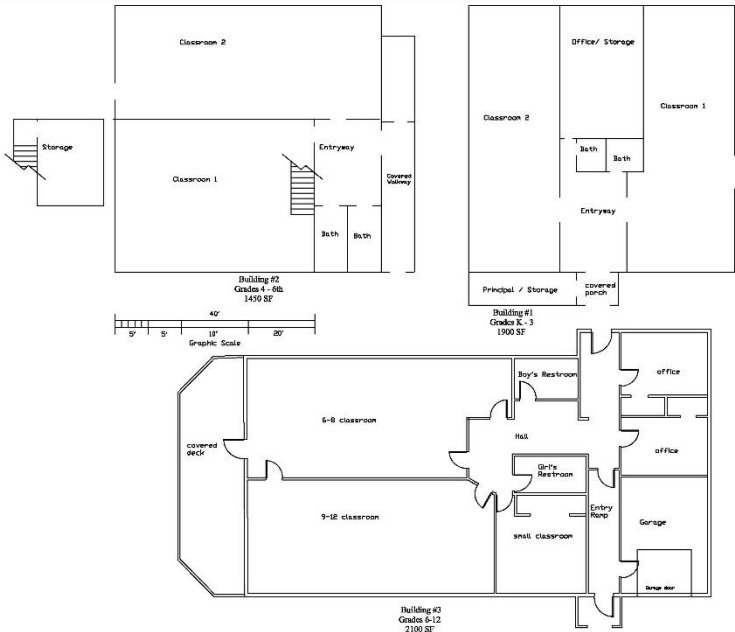 Classroom 2
Storage
Classroom 1
Entryway
Covered
Walkway
Bath
Bath
Building #2
Grades 4 - 6th
1450 SF
Office/ Storage
Classroom 2
Classroom 1
Bath
Bath
Entryway
Principal / Storage
covered
porch
Building #1
Grades K - 3
1900 SF
40'
5'
5'
10'
20'
Graphic Scale
Boy's Restroom
office
6-8 classroom
Hall
covered
deck
office
Girl's
Restroom
9-12 classroom
Entry
Ramp
Garage
small classroom
Garage door
Building #3
Grades 6-12
2100 SF